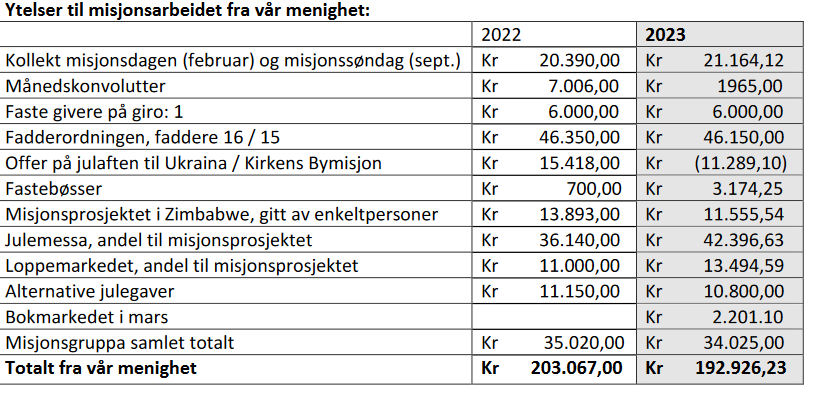 Ytelser til misjonsarbeidet fra vår menighet:
2022 2023
Kollekt misjonsdagen (februar) og misjonssøndag (sept.) Kr 20.390,00 Kr 21.164,12
Månedskonvolutter Kr 7.006,00 Kr 1965,00
Faste givere på giro: 1 Kr 6.000,00 Kr 6.000,00
Fadderordningen, faddere 16 / 15 Kr 46.350,00 Kr 46.150,00
Offer på julaften til Ukraina / Kirkens Bymisjon Kr 15.418,00 Kr (11.289,10)
Fastebøsser Kr 700,00 Kr 3.174,25
Misjonsprosjektet i Zimbabwe, gitt av enkeltpersoner Kr 13.893,00 Kr 11.555,54
Julemessa, andel til misjonsprosjektet Kr 36.140,00 Kr 42.396,63
Loppemarkedet, andel til misjonsprosjektet Kr 11.000,00 Kr 13.494,59
Alternative julegaver Kr 11.150,00 Kr 10.800,00
Bokmarkedet i mars Kr 2.201.10
Misjonsgruppa samlet totalt Kr 35.020,00 Kr 34.025,00
Totalt fra vår menighet Kr 203.067,00 Kr 192.926,23